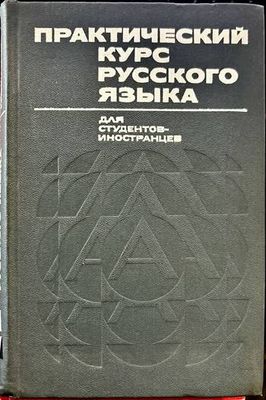 ПРАКТИЧЕСКИЙ
КУРС
РУССКОГО
ЯЗЫКА
ДЛЯ
СТУДЕНТОВ-
ИНОСТРАНЦЕВ